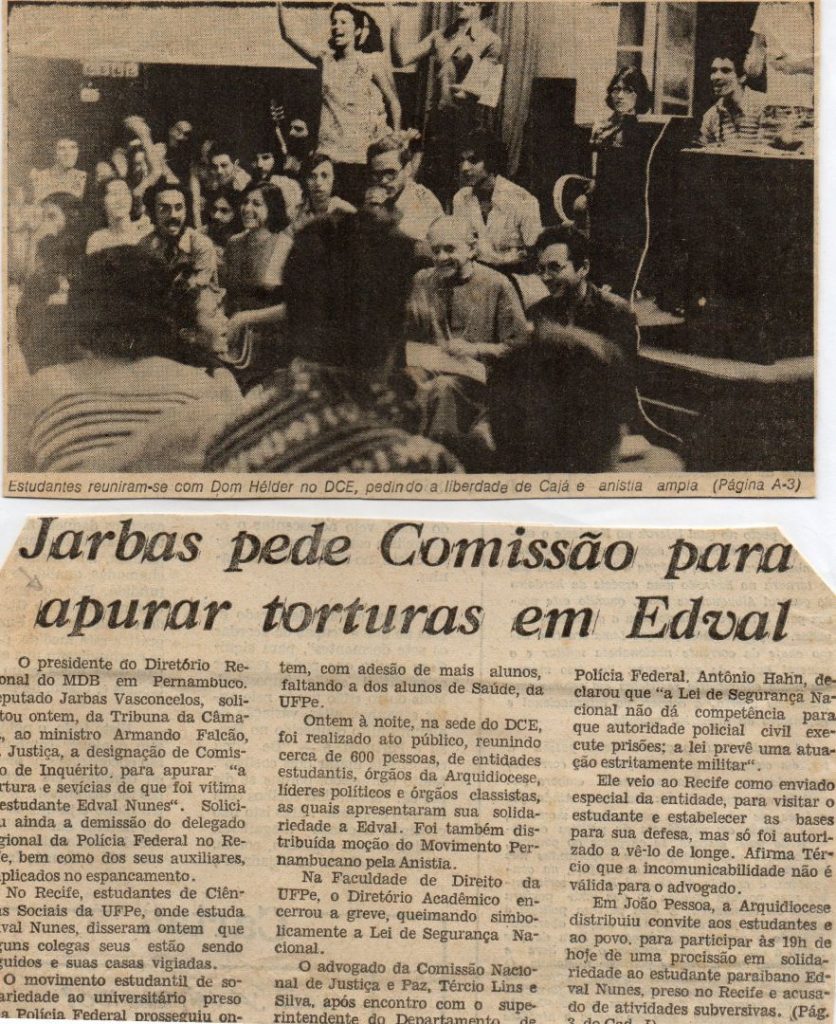 Estudantes reuniram-se com Dom Hélder no DCE, pedindo a liberdade de Cajá e anistia ampla (Página A-3)
Jarbas pede Comissão para
apurar torturas em Edval
O presidente do Diretório Re-
onal do MDB em Pernambuco.
eputado Jarbas Vasconcelos, soli-
tou ontem, da Tribuna da Câma-
, ao ministro Armando Falcão,
Justiça, a designação de Comis-
o de Inquérito, para apurar "a
rtura e sevícias de que foi vítima
estudante Edval Nunes". Solici-
u ainda a demissão do delegado
egional da Polícia Federal no Re-
fe, bem como dos seus auxiliares,
plicados no espancamento.
No Recife, estudantes de Ciên-
as Sociais da UFPe, onde estuda
val Nunes, disseram ontem que
guns colegas seus estão sendo
guidos e suas casas vigiadas.
O movimento estudantil de so-
ariedade ao universitário preso
a Polícia Federal prosseguiu on-
tem, com adesão de mais alunos,
faltando a dos alunos de Saúde, da
UFPe.
Ontem à noite, na sede do DCE,
foi realizado ato público, reunindo
cerca de 600 pessoas, de entidades
estudantis, órgãos da Arquidiocese,
líderes políticos e órgãos classistas,
as quais apresentaram sua solida-
riedade a Edval. Foi também dis-
tribuída moção do Movimento Per-
nambucano pela Anistia.
Na Faculdade de Direito da
UFPe, o Diretório Acadêmico en-
cerrou a greve, queimando simbo-
licamente a Lei de Segurança Na-
cional.
O advogado da Comissão Nacio-
nal de Justiça e Paz, Tércio Lins e
Silva, após encontro com o supe-
rintendente do Departamento de
Polícia Federal, Antônio Hahn, de-
clarou que "a Lei de Segurança Na-
cional não dá competência para
que autoridade policial civil exe-
cute prisões; a lei prevê uma atua-
ção estritamente militar".
Ele veio ao Recife como enviado
especial da entidade, para visitar o
estudante e estabelecer as bases
para sua defesa, mas só foi autori-
zado a vê-lo de longe. Afirma Tér-
cio que a incomunicabilidade não é
válida para o advogado.
Em João Pessoa, a Arquidiocese
distribuiu convite aos estudantes e
ao povo, para participar às 19h de
hoje de uma procissão em solida-
riedade ao estudante paraibano Ed-
val Nunes, preso no Recife e acusa-
do de atividades subversivas. (Pág.
3 do Cad.